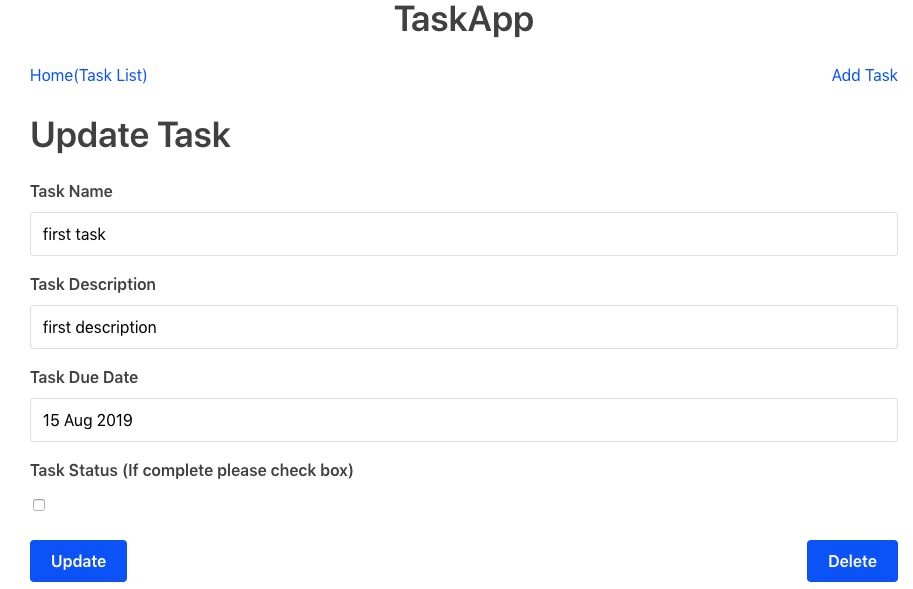 TaskApp
Home(Task List) Add Task
Update Task
Task Name
first task
Task Description
first description
Task Due Date
15 Aug 2019
Task Status (If complete please check box)
Update Delete